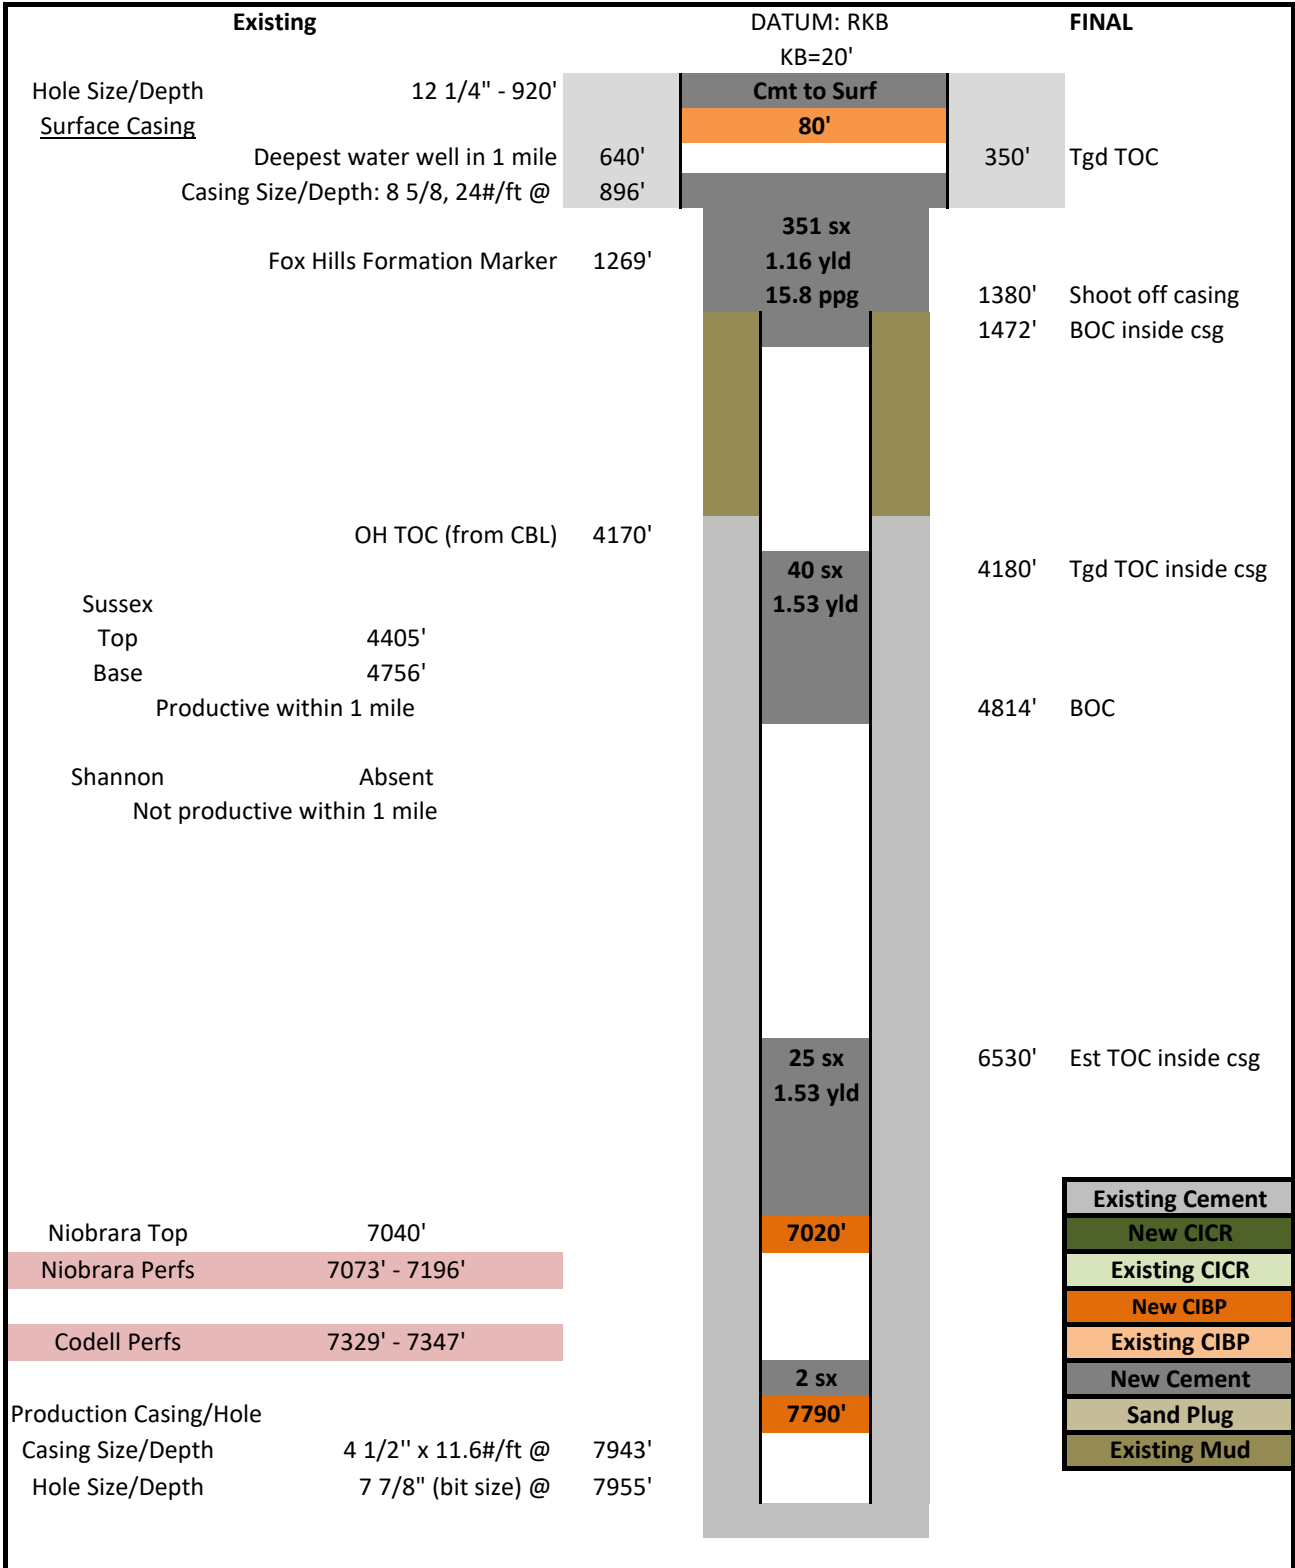 Existing DATUM: RKB FINAL
KB=20'
Hole Size/Depth 12 1/4" - 920' Cmt to Surf
Surface Casing 80'
Deepest water well in 1 mile 640' 350' Tgd TOC
Casing Size/Depth: 8 5/8, 24#/ft @ 896'
351 sx
Fox Hills Formation Marker 1269' 1.16 yld
15.8 ppg 1380' Shoot off casing
1472' BOC inside csg
OH TOC (from CBL) 4170'
40 sx 4180' Tgd TOC inside csg
Sussex 1.53 yld
Top 4405'
Base 4756'
Productive within 1 mile 4814' BOC
Shannon Absent
Not productive within 1 mile
25 sx 6530' Est TOC inside csg
1.53 yld
Existing Cement
Niobrara Top 7040' 7020' New CICR
Niobrara Perfs 7073' - 7196' Existing CICR
New CIBP
Codell Perfs 7329' - 7347' Existing CIBP
2 sx New Cement
Production Casing/Hole 7790' Sand Plug
Casing Size/Depth 4 1/2'' x 11.6#/ft @ 7943' Existing Mud
Hole Size/Depth 7 7/8" (bit size) @ 7955'